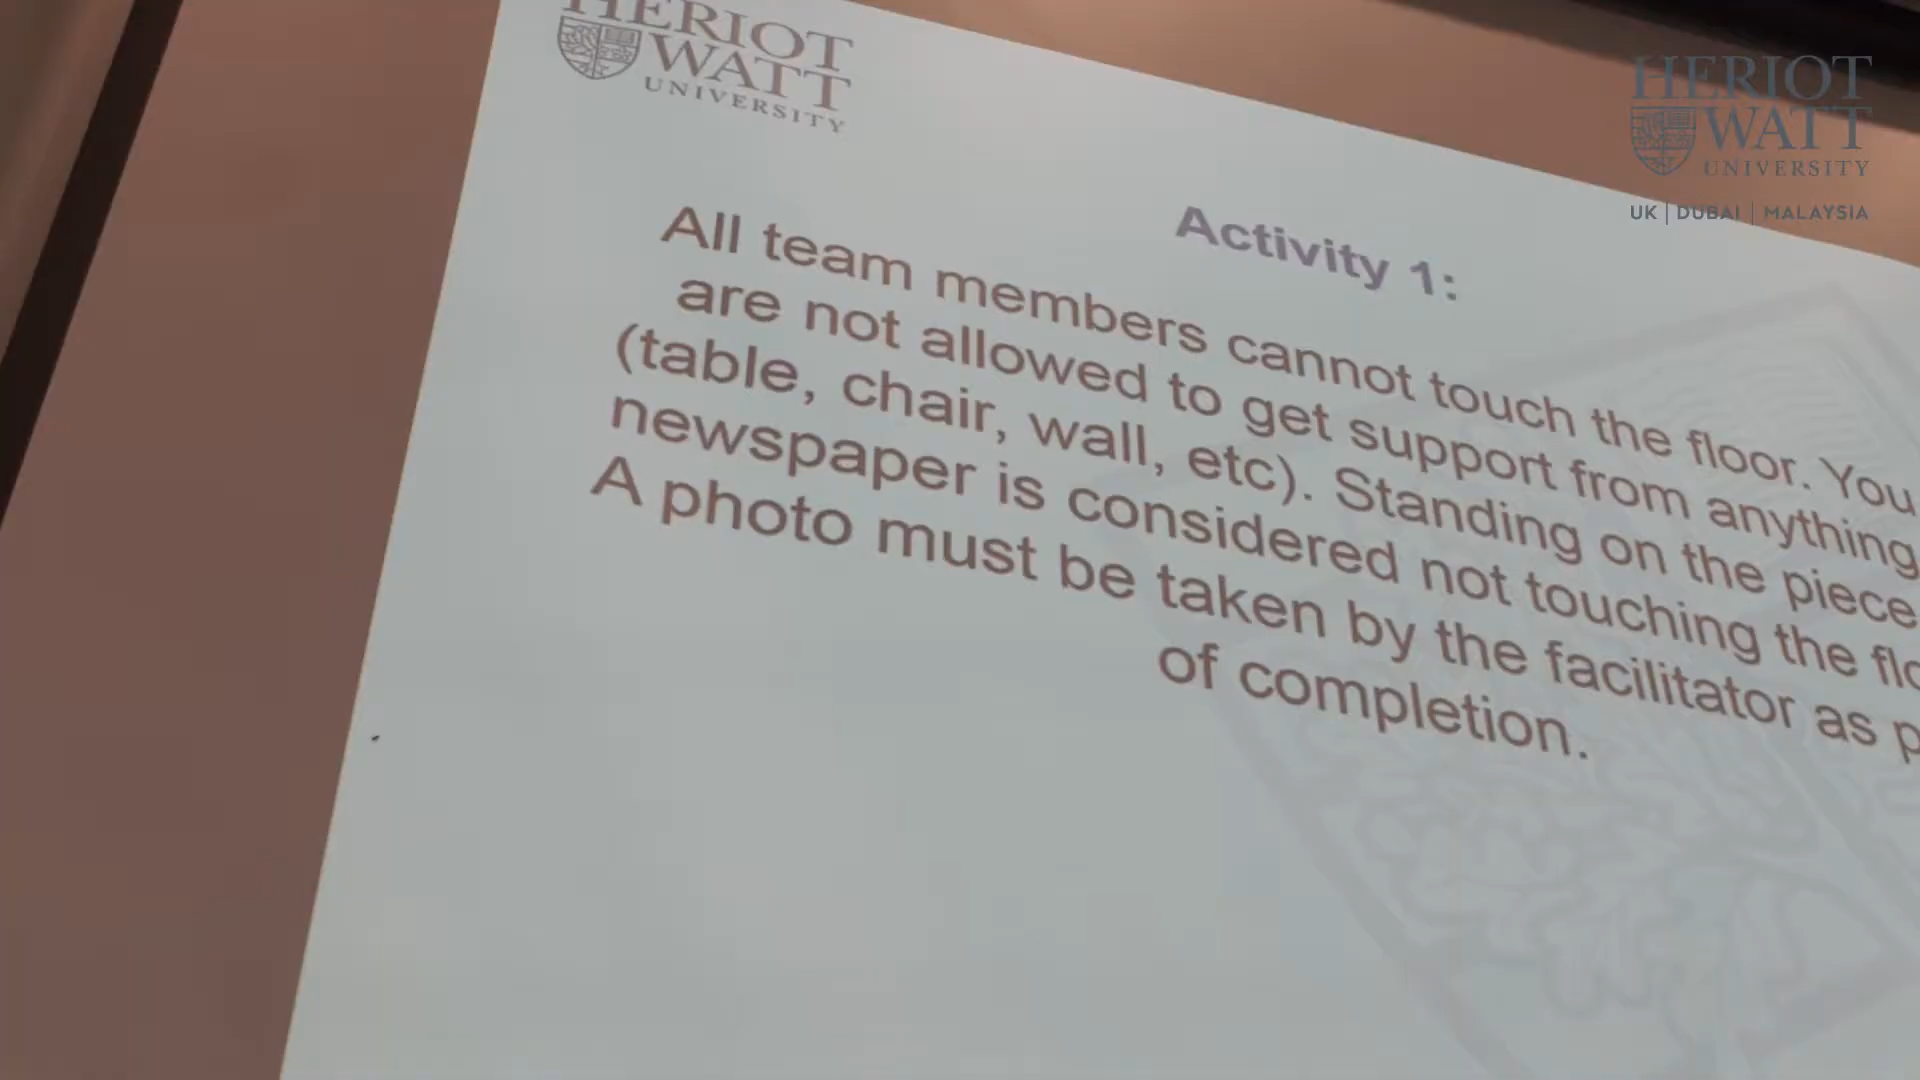 HERIOT
WATT
UNIVERSITY
HERIOT
WATT
UNIVERSITY
UK | DUBAI | MALAYSIA
Activity 1:
All team members cannot touch the floor. You
are not allowed to get support from anything
(table, chair, wall, etc). Standing on the piece
newspaper is considered not touching the
A photo must be taken by the facilitator as
of completion.